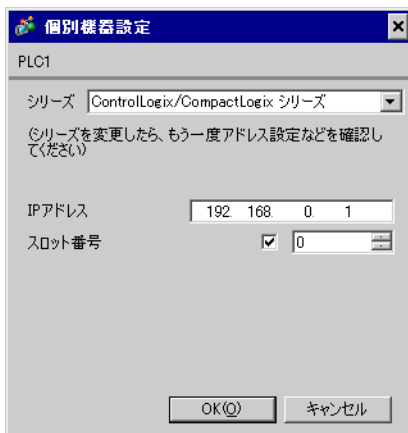 個別機器設定
PLC1
シリーズ ControlLogix/CompactLogix シリーズ
(シリーズを変更したら、もう一度アドレス設定などを確認し
てください)
IPアドレス 192. 168. 0. 1
スロット番号 0
OK(O) キャンセル